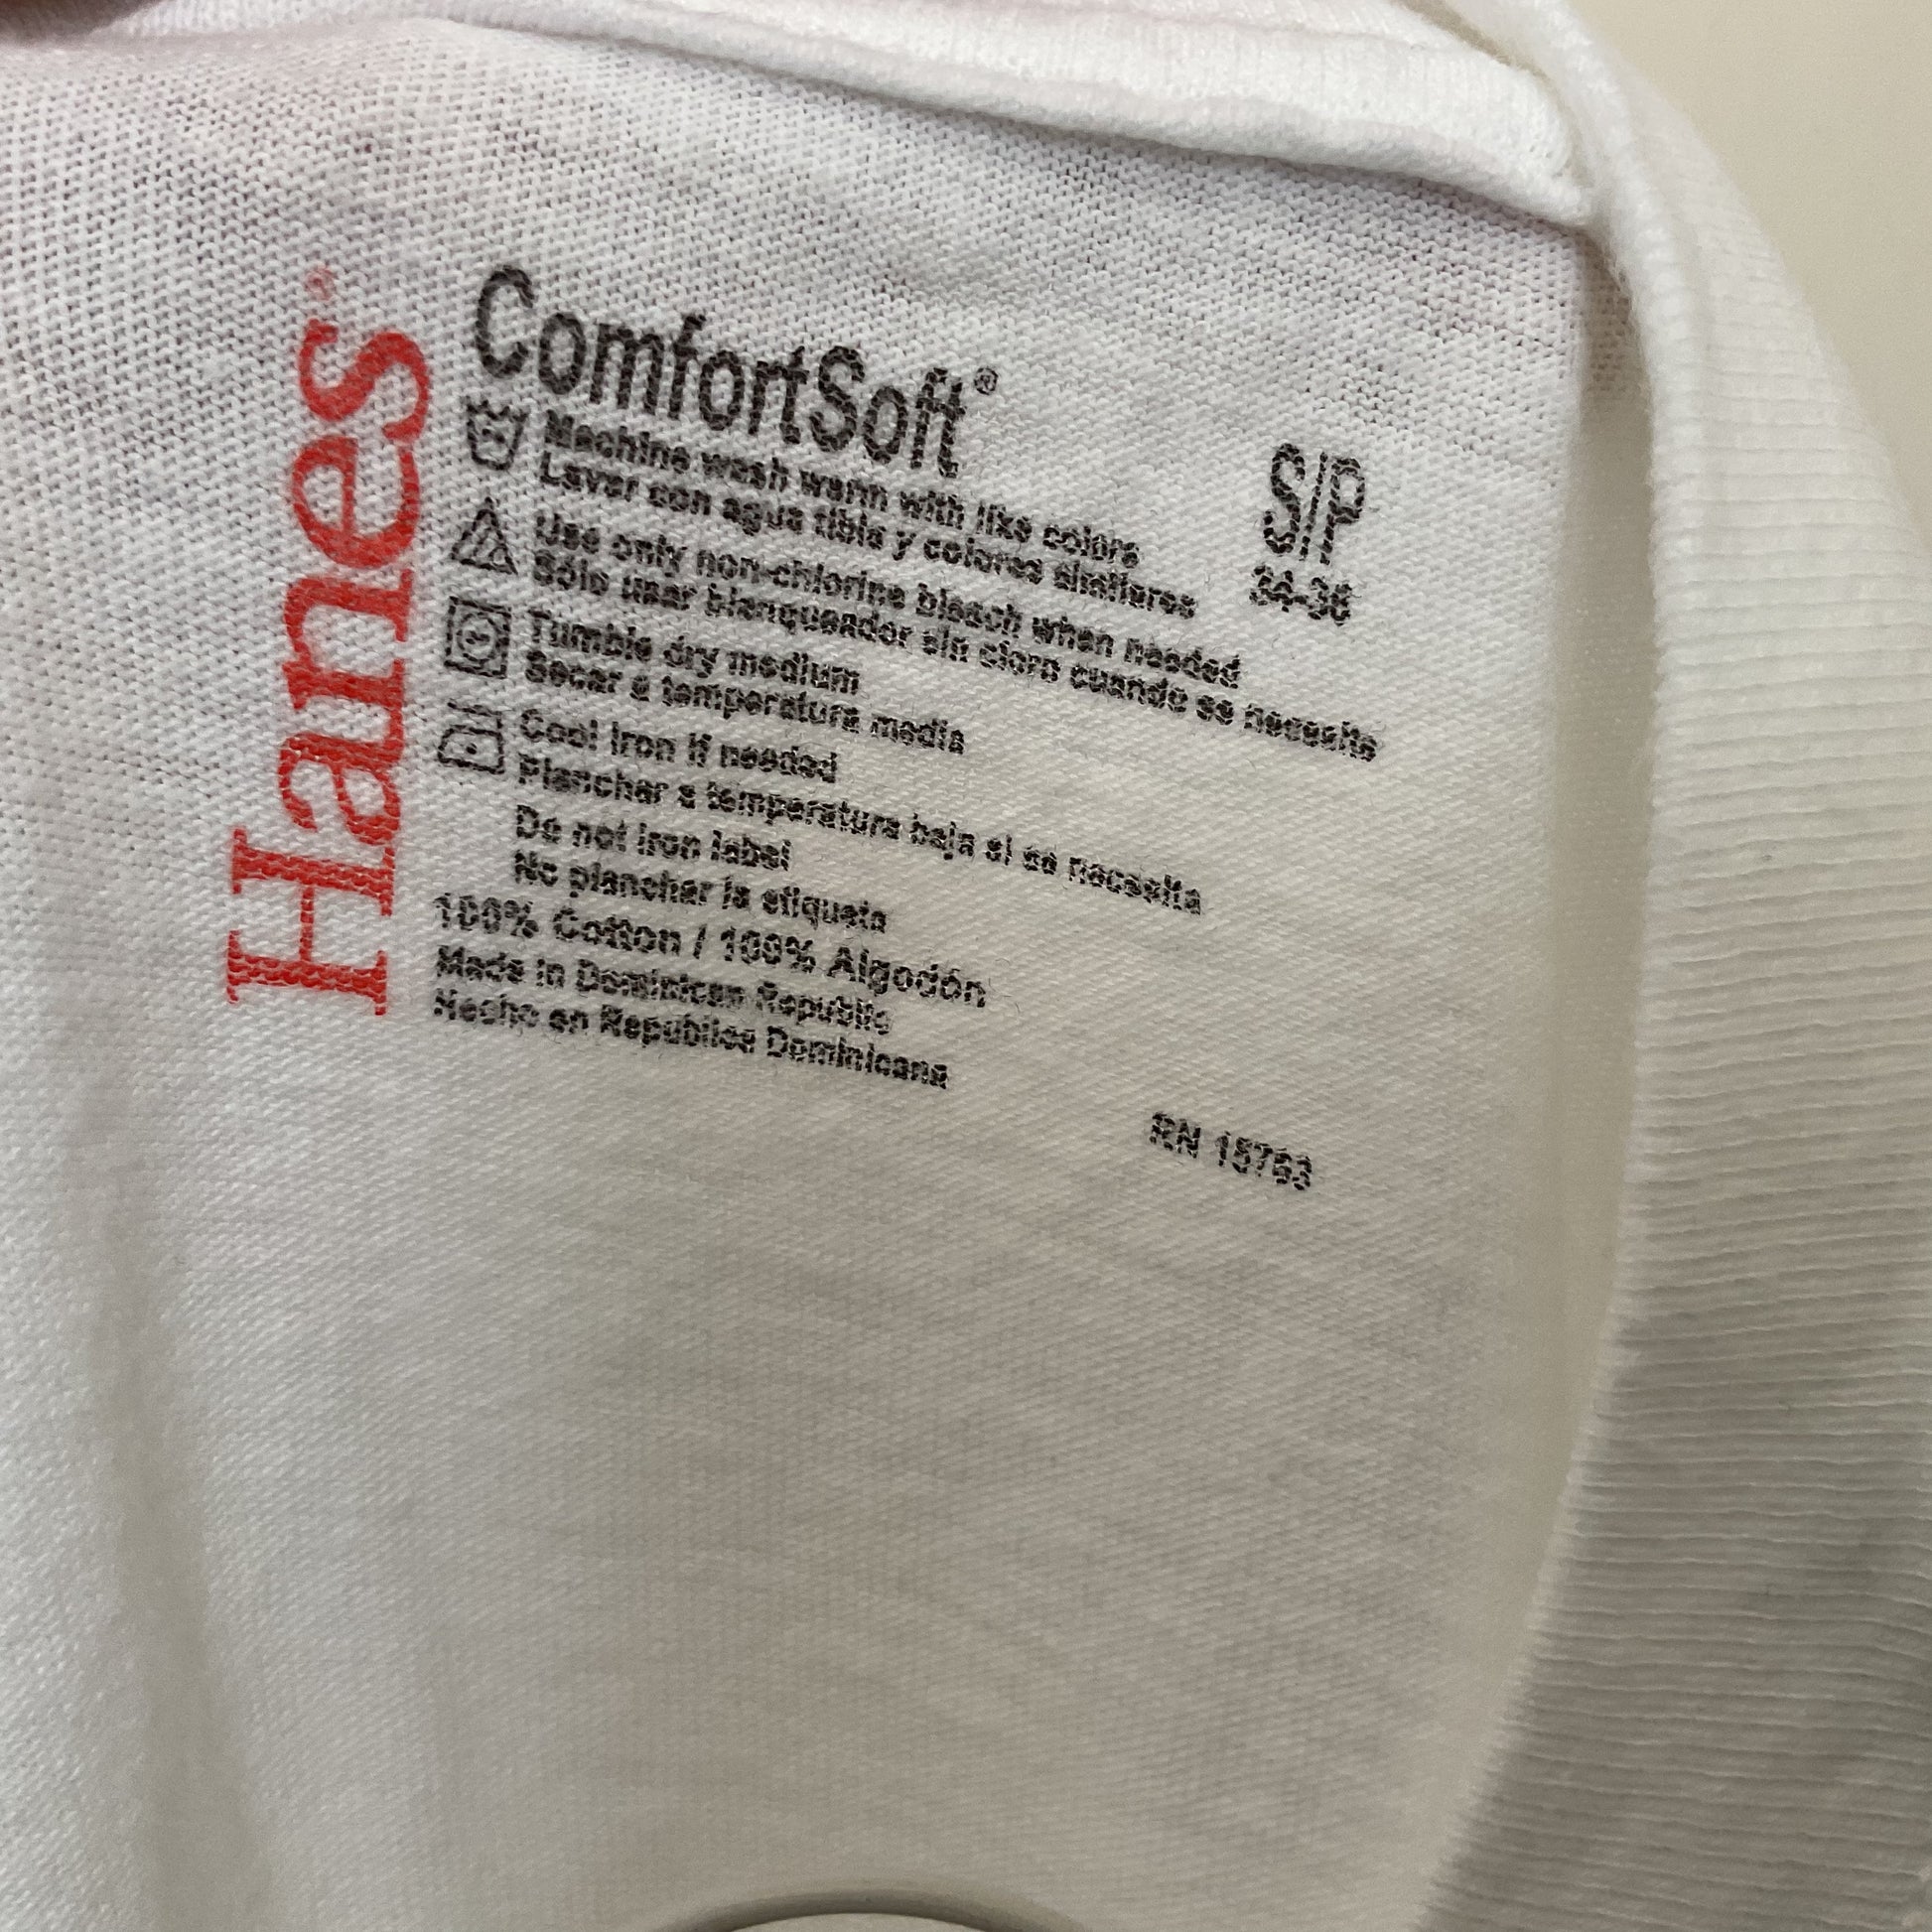 Hanes®
ComfortSoft®
S/P
34-36
Machine wash warm with like colors
Lavar con agua tibia y colores similares
Use only non-chlorine bleach when needed
Sólo usar blanqueador sin cloro cuando se necesite
Tumble dry medium
Secar a temperatura media
Cool iron if needed
Planchar a temperatura baja si se necesita
Do not iron label
No planchar la etiqueta
100% Cotton / 100% Algodón
Made in Dominican Republic
Hecho en Republica Dominicana
RN 15763